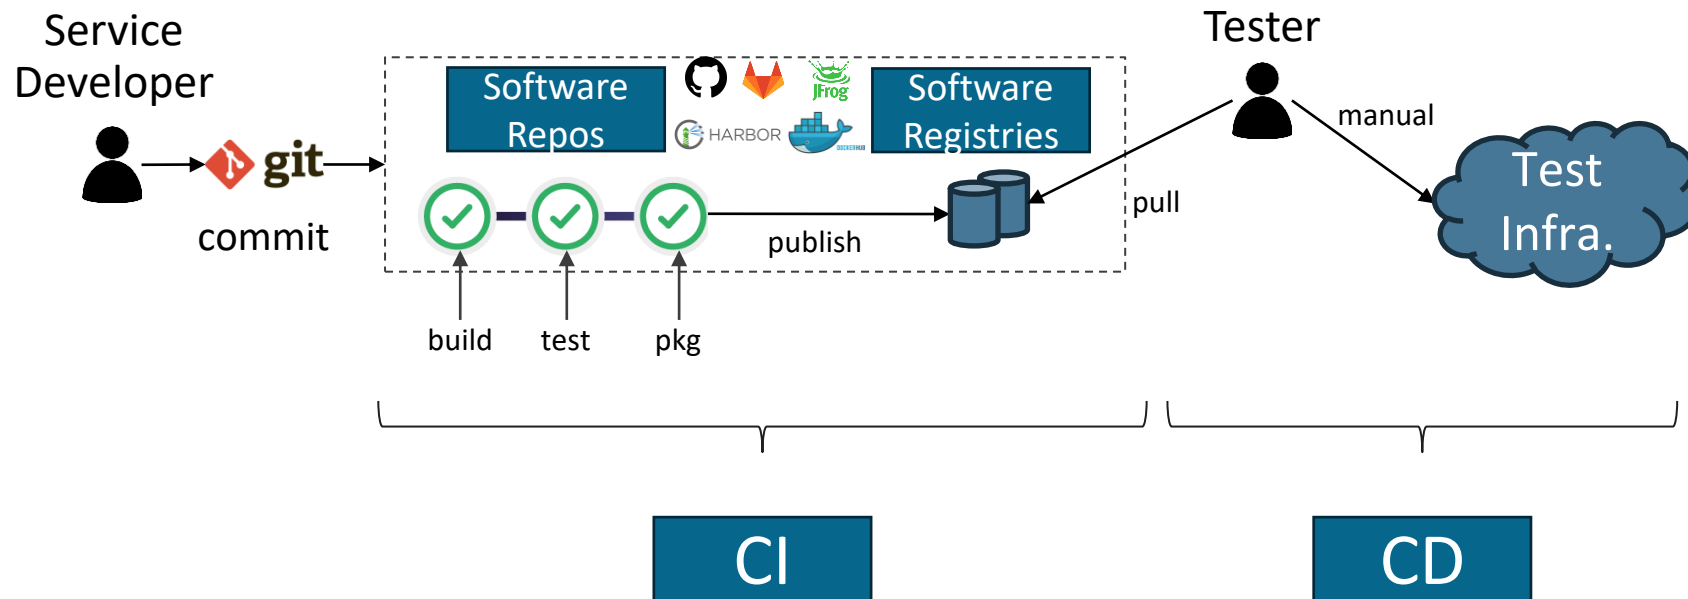 Service
Developer
git
commit
Software
Repos
JFrog
HARBOR
DOCKERHUB
Software
Registries
build
test
pkg
publish
pull
Tester
manual
Test
Infra.
CI
CD